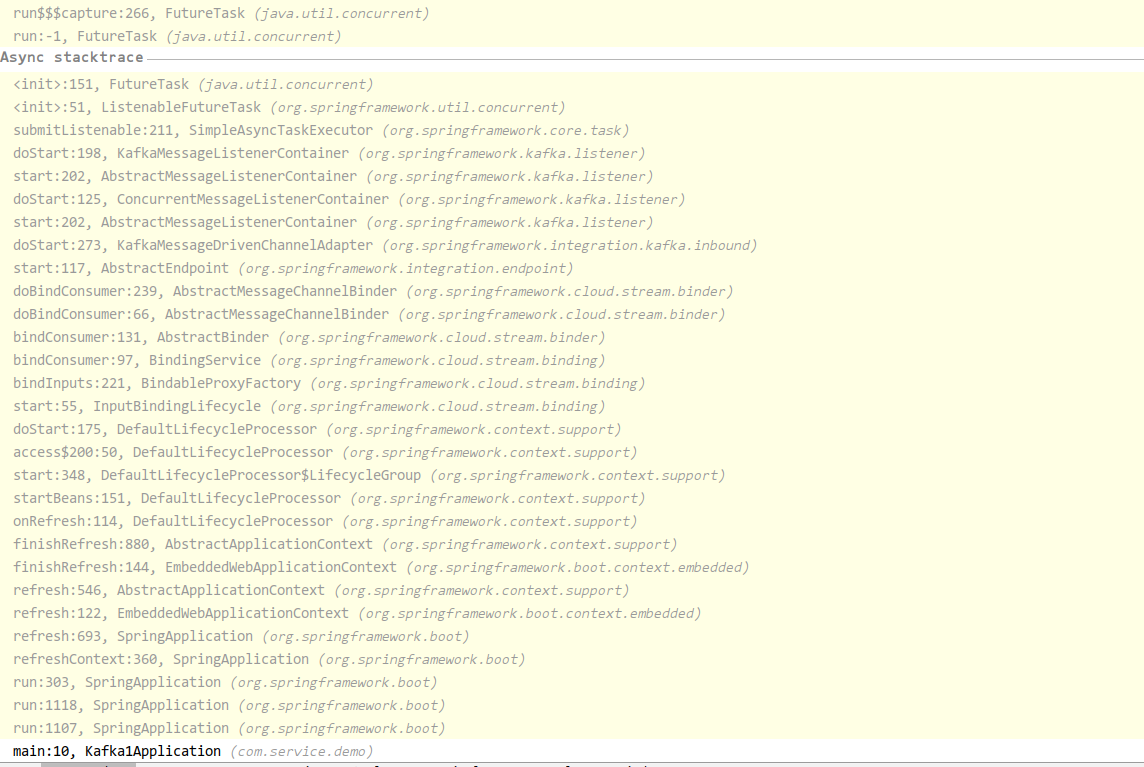 run$$$capture:266, FutureTask (java.util.concurrent)
run:-1, FutureTask (java.util.concurrent)
Async stacktrace
<init>:151, FutureTask (java.util.concurrent)
<init>:51, ListenableFutureTask (org.springframework.util.concurrent)
submitListenable:211, SimpleAsyncTaskExecutor (org.springframework.core.task)
doStart:198, KafkaMessageListenerContainer (org.springframework.kafka.listener)
start:202, AbstractMessageListenerContainer (org.springframework.kafka.listener)
doStart:125, ConcurrentMessageListenerContainer (org.springframework.kafka.listener)
start:202, AbstractMessageListenerContainer (org.springframework.kafka.listener)
doStart:273, KafkaMessageDrivenChannelAdapter (org.springframework.integration.kafka.inbound)
start:117, AbstractEndpoint (org.springframework.integration.endpoint)
doBindConsumer:239, AbstractMessageChannelBinder (org.springframework.cloud.stream.binder)
doBindConsumer:66, AbstractMessageChannelBinder (org.springframework.cloud.stream.binder)
bindConsumer:131, AbstractBinder (org.springframework.cloud.stream.binder)
bindConsumer:97, BindingService (org.springframework.cloud.stream.binding)
bindInputs:221, BindableProxyFactory (org.springframework.cloud.stream.binding)
start:55, InputBindingLifecycle (org.springframework.cloud.stream.binding)
doStart:175, DefaultLifecycleProcessor (org.springframework.context.support)
access$200:50, DefaultLifecycleProcessor (org.springframework.context.support)
start:348, DefaultLifecycleProcessor$LifecycleGroup (org.springframework.context.support)
startBeans:151, DefaultLifecycleProcessor (org.springframework.context.support)
onRefresh:114, DefaultLifecycleProcessor (org.springframework.context.support)
finishRefresh:880, AbstractApplicationContext (org.springframework.context.support)
finishRefresh:144, EmbeddedWebApplicationContext (org.springframework.boot.context.embedded)
refresh:546, AbstractApplicationContext (org.springframework.context.support)
refresh:122, EmbeddedWebApplicationContext (org.springframework.boot.context.embedded)
refresh:693, SpringApplication (org.springframework.boot)
refreshContext:360, SpringApplication (org.springframework.boot)
run:303, SpringApplication (org.springframework.boot)
run:1118, SpringApplication (org.springframework.boot)
run:1107, SpringApplication (org.springframework.boot)
main:10, Kafka1Application (com.service.demo)